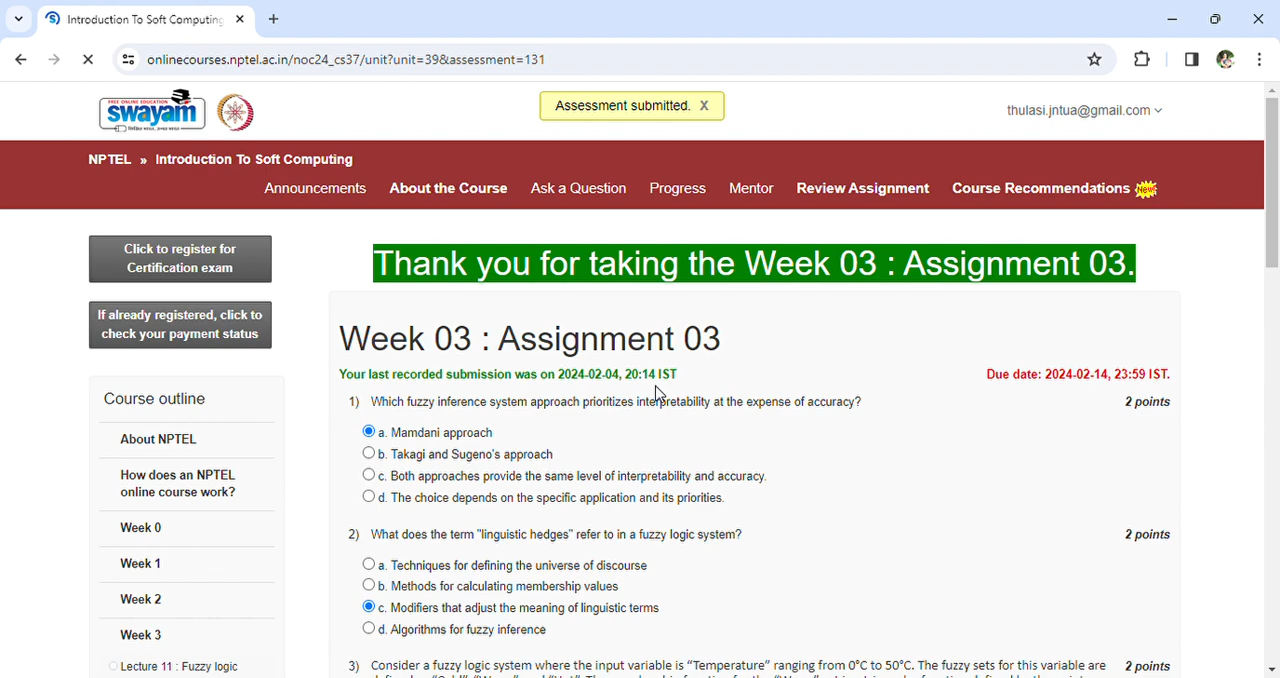 Introduction To Soft Computing
onlinecourses.nptel.ac.in/noc24_cs37/unit?unit=39&assessment=131
FREE ONLINE EDUCATION
swayam
Assessment submitted. X
thulasi.jntua@gmail.com
NPTEL » Introduction To Soft Computing
Announcements About the Course Ask a Question Progress Mentor Review Assignment Course Recommendations New
Click to register for
Certification exam
If already registered, click to
check your payment status
Course outline
About NPTEL
How does an NPTEL
online course work?
Week 0
Week 1
Week 2
Week 3
Lecture 11 : Fuzzy logic
Thank you for taking the Week 03 : Assignment 03.
Week 03 : Assignment 03
Your last recorded submission was on 2024-02-04, 20:14 IST Due date: 2024-02-14, 23:59 IST.
1) Which fuzzy inference system approach prioritizes interpretability at the expense of accuracy? 2 points
a. Mamdani approach
b. Takagi and Sugeno's approach
c. Both approaches provide the same level of interpretability and accuracy.
d. The choice depends on the specific application and its priorities.
2) What does the term "linguistic hedges" refer to in a fuzzy logic system? 2 points
a. Techniques for defining the universe of discourse
b. Methods for calculating membership values
c. Modifiers that adjust the meaning of linguistic terms
d. Algorithms for fuzzy inference
3) Consider a fuzzy logic system where the input variable is “Temperature” ranging from 0°C to 50°C. The fuzzy sets for this variable are 2 points